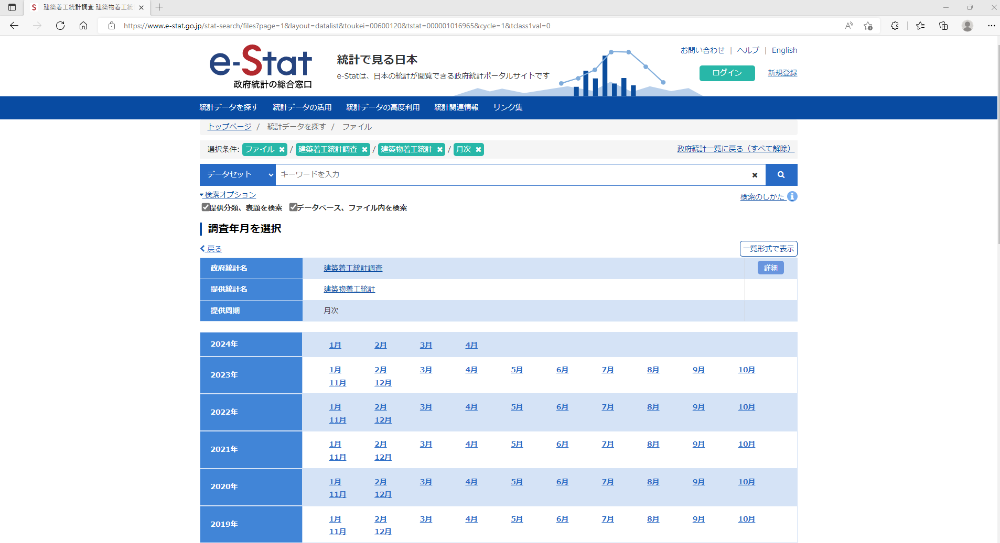 建築着工統計調査 建築物着工統
https://www.e-stat.go.jp/stat-search/files?page=1&layout=datalist&toukei=00600120&tstat=000001016965&cycle=1&tclass1val=0
e-Stat
政府統計の総合窓口
統計で見る日本
e-Statは、日本の統計が閲覧できる政府統計ポータルサイトです
お問い合わせ | ヘルプ | English
ログイン 新規登録
統計データを探す 統計データの活用 統計データの高度利用 統計関連情報 リンク集
トップページ / 統計データを探す / ファイル
選択条件: ファイル / 建築着工統計調査 / 建築物着工統計 / 月次 政府統計一覧に戻る（すべて解除）
データセット キーワードを入力
検索オプション 検索のしかた
提供分類、表題を検索 データベース、ファイル内を検索
調査年月を選択
戻る 一覧形式で表示
政府統計名 建築着工統計調査 詳細
提供統計名 建築物着工統計
提供周期 月次
2024年 1月 2月 3月 4月
2023年 1月 2月 3月 4月 5月 6月 7月 8月 9月 10月
11月 12月
2022年 1月 2月 3月 4月 5月 6月 7月 8月 9月 10月
11月 12月
2021年 1月 2月 3月 4月 5月 6月 7月 8月 9月 10月
11月 12月
2020年 1月 2月 3月 4月 5月 6月 7月 8月 9月 10月
11月 12月
2019年 1月 2月 3月 4月 5月 6月 7月 8月 9月 10月
11月 12月